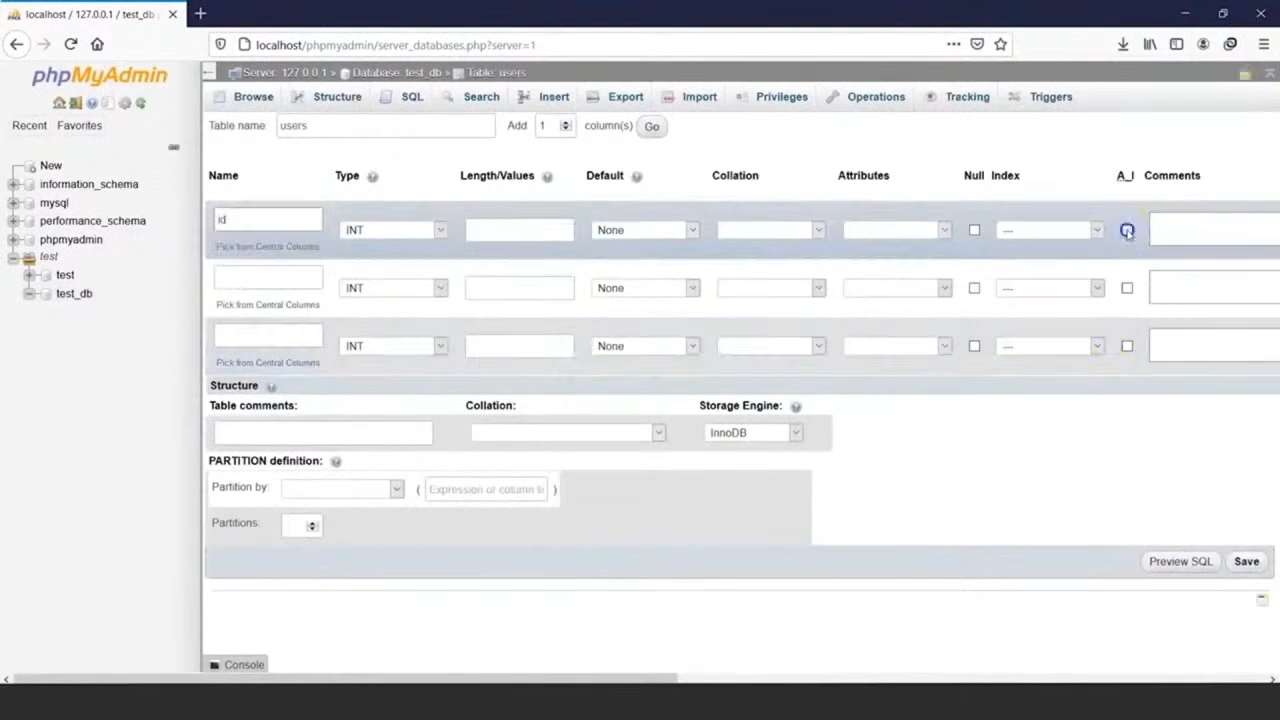 localhost / 127.0.0.1 / test_db
localhost/phpmyadmin/server_databases.php?server=1
phpMyAdmin
Recent Favorites
New
information_schema
mysql
performance_schema
phpmyadmin
test
test
test_db
Server: 127.0.0.1 » Database: test_db » Table: users
Browse Structure SQL Search Insert Export Import Privileges Operations Tracking Triggers
Table name users Add 1 column(s) Go
Name Type Length/Values Default Collation Attributes Null Index A_I Comments
id INT None ---
Pick from Central Columns
INT None ---
Pick from Central Columns
INT None ---
Pick from Central Columns
Structure
Table comments: Collation: Storage Engine:
InnoDB
PARTITION definition:
Partition by: ( Expression or column li )
Partitions:
Preview SQL Save
Console